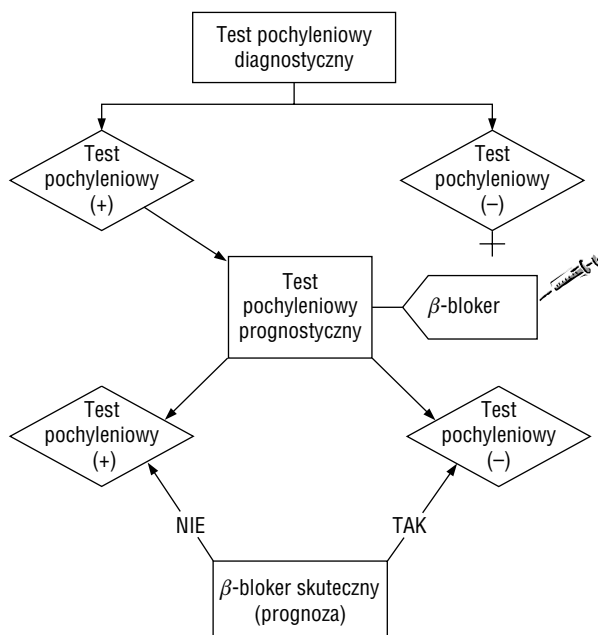 Test pochyleniowy
diagnostyczny
Test
pochyleniowy
(+)
Test
pochyleniowy
(–)
Test
pochyleniowy
prognostyczny
β-bloker
Test
pochyleniowy
(+)
Test
pochyleniowy
(–)
NIE
TAK
β-bloker skuteczny
(prognoza)